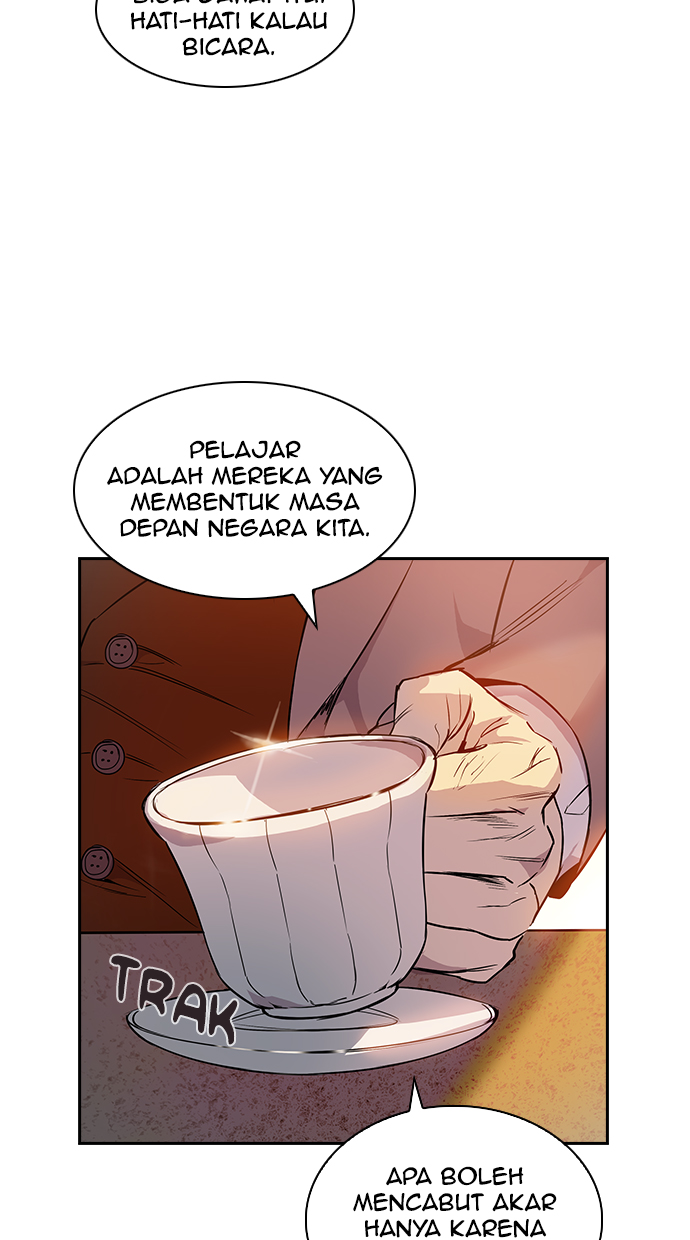 HATI-HATI KALAU
BICARA.
PELAJAR
ADALAH MEREKA YANG
MEMBENTUK MASA
DEPAN NEGARA KITA.
TRAK
APA BOLEH
MENCABUT AKAR
HANYA KARENA